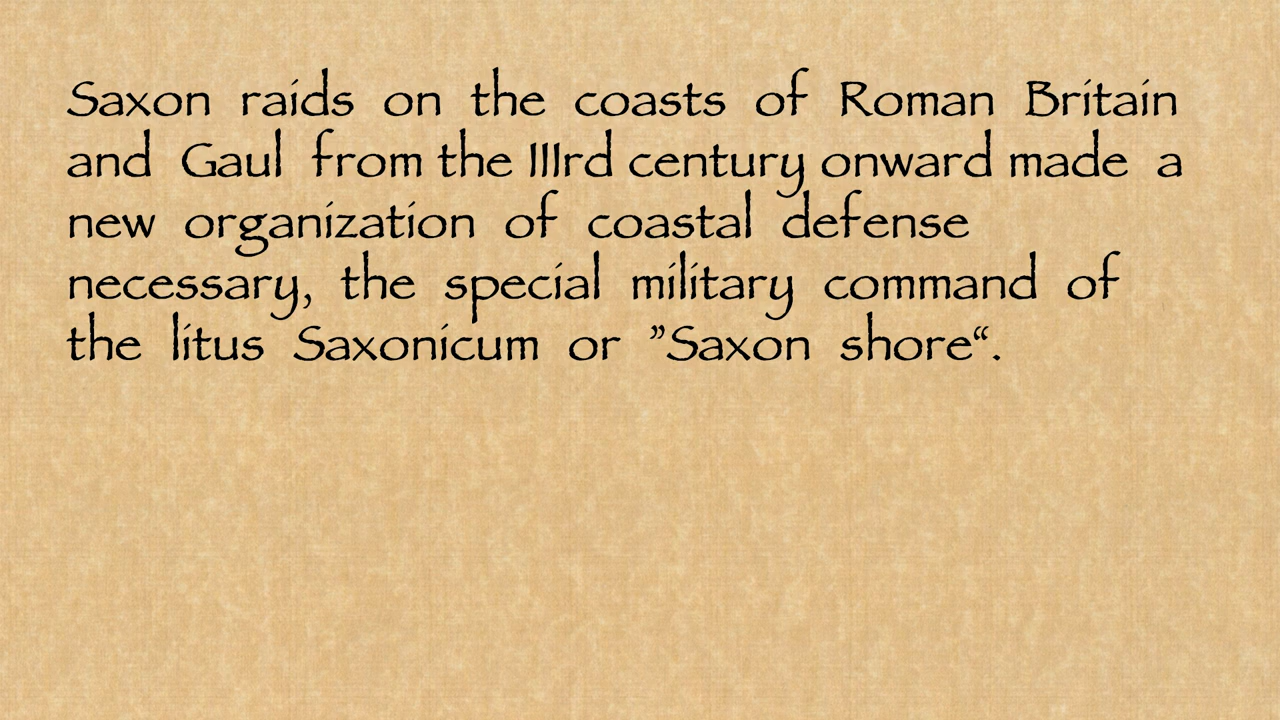 Saxon raids on the coasts of Roman Britain
and Gaul from the IIIrd century onward made a
new organization of coastal defense
necessary, the special military command of
the litus Saxonicum or ”Saxon shore“.